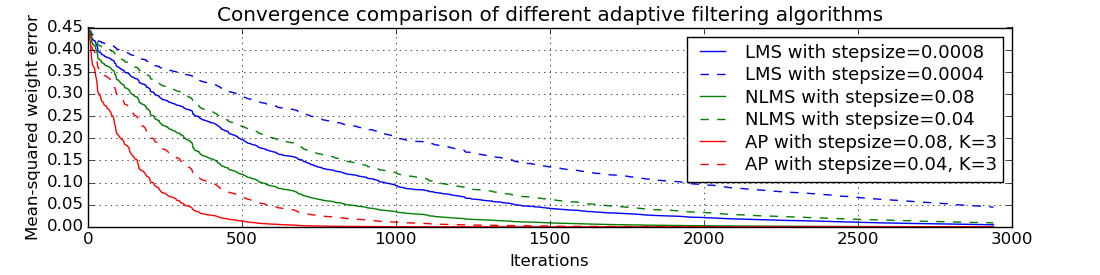 Convergence comparison of different adaptive filtering algorithms
Mean-squared weight error
0.45
0.40
0.35
0.30
0.25
0.20
0.15
0.10
0.05
0.00
LMS with stepsize=0.0008
LMS with stepsize=0.0004
NLMS with stepsize=0.08
NLMS with stepsize=0.04
AP with stepsize=0.08, K=3
AP with stepsize=0.04, K=3
0 500 1000 1500 2000 2500 3000
Iterations